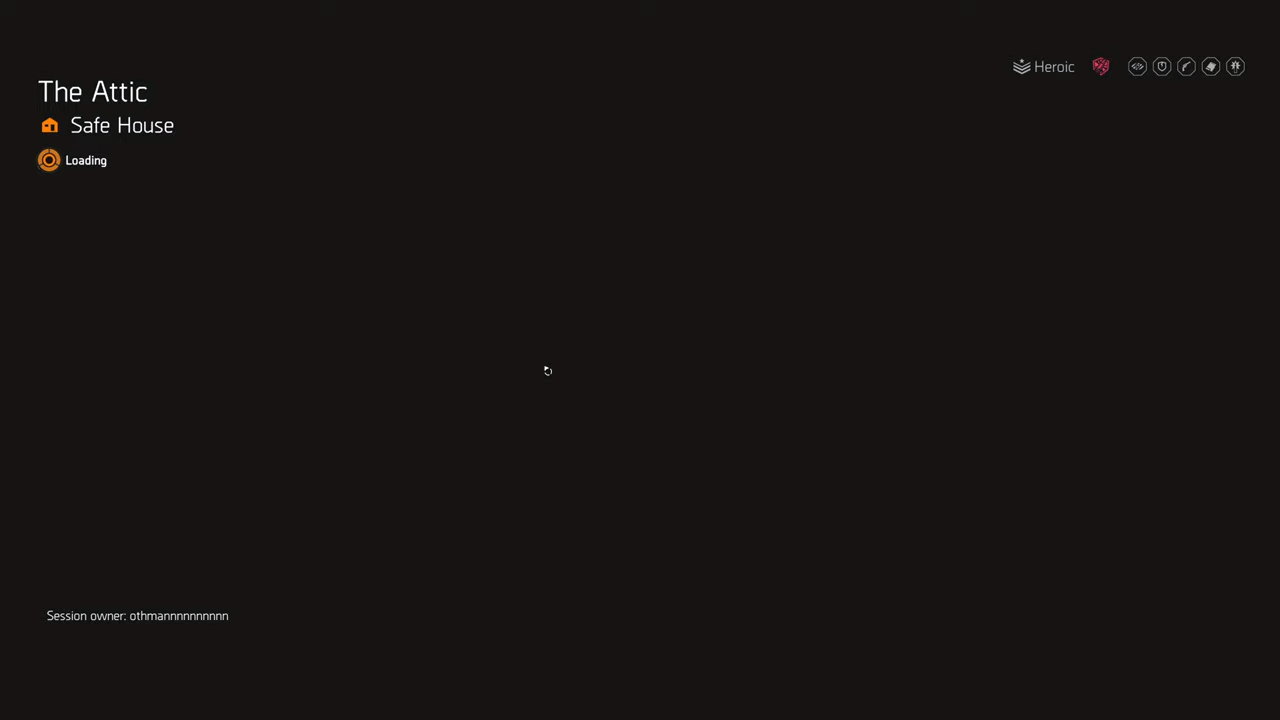 The Attic
Heroic
Safe House
Loading
Session owner: othmannnnnnnnnn